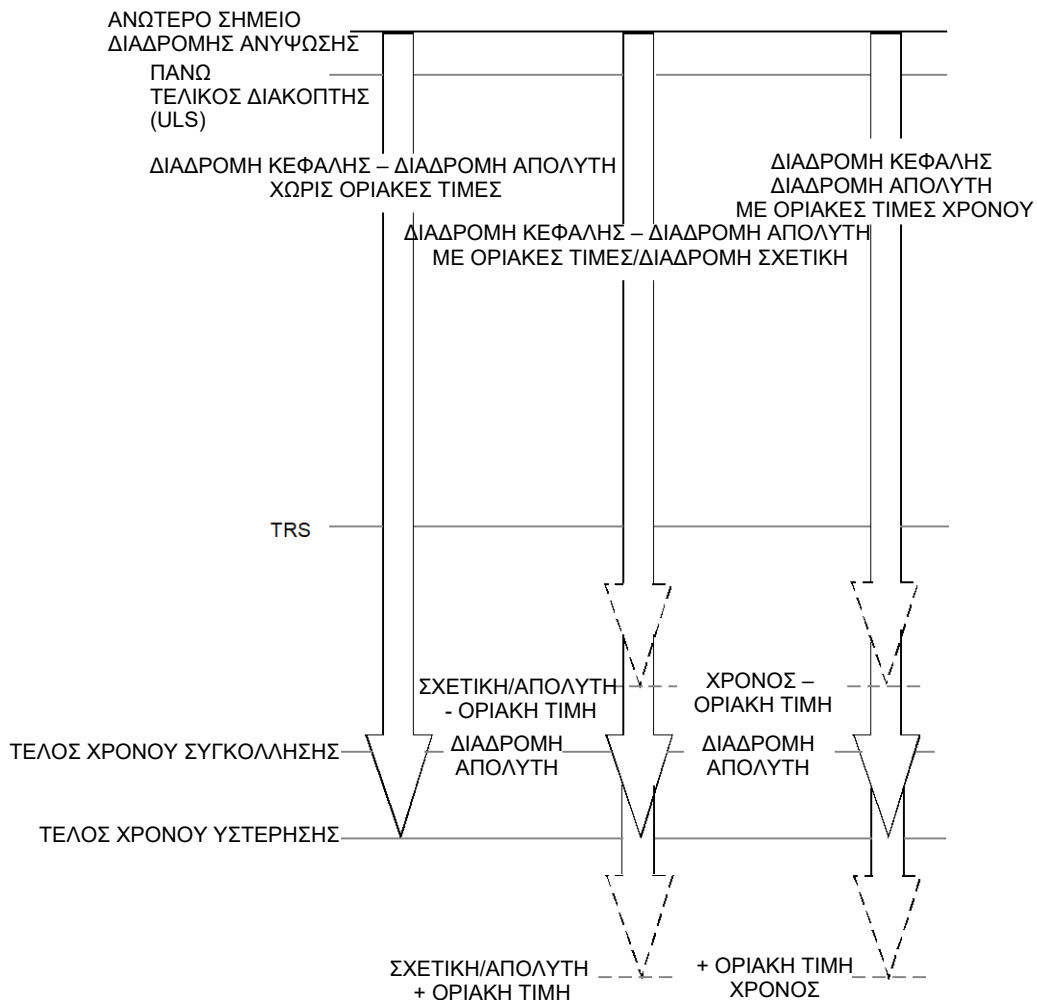 ΑΝΩΤΕΡΟ ΣΗΜΕΙΟ
ΔΙΑΔΡΟΜΗΣ ΑΝΥΨΩΣΗΣ
ΠΑΝΩ
ΤΕΛΙΚΟΣ ΔΙΑΚΟΠΤΗΣ
(ULS)
ΔΙΑΔΡΟΜΗ ΚΕΦΑΛΗΣ – ΔΙΑΔΡΟΜΗ ΑΠΟΛΥΤΗ
ΧΩΡΙΣ ΟΡΙΑΚΕΣ ΤΙΜΕΣ
ΔΙΑΔΡΟΜΗ ΚΕΦΑΛΗΣ
ΔΙΑΔΡΟΜΗ ΑΠΟΛΥΤΗ
ΜΕ ΟΡΙΑΚΕΣ ΤΙΜΕΣ ΧΡΟΝΟΥ
ΔΙΑΔΡΟΜΗ ΚΕΦΑΛΗΣ – ΔΙΑΔΡΟΜΗ ΑΠΟΛΥΤΗ
ΜΕ ΟΡΙΑΚΕΣ ΤΙΜΕΣ/ΔΙΑΔΡΟΜΗ ΣΧΕΤΙΚΗ
TRS
ΣΧΕΤΙΚΗ/ΑΠΟΛΥΤΗ
- ΟΡΙΑΚΗ ΤΙΜΗ
ΧΡΟΝΟΣ –
ΟΡΙΑΚΗ ΤΙΜΗ
ΤΕΛΟΣ ΧΡΟΝΟΥ ΣΥΓΚΟΛΛΗΣΗΣ
ΔΙΑΔΡΟΜΗ
ΑΠΟΛΥΤΗ
ΔΙΑΔΡΟΜΗ
ΑΠΟΛΥΤΗ
ΤΕΛΟΣ ΧΡΟΝΟΥ ΥΣΤΕΡΗΣΗΣ
ΣΧΕΤΙΚΗ/ΑΠΟΛΥΤΗ
+ ΟΡΙΑΚΗ ΤΙΜΗ
+ ΟΡΙΑΚΗ ΤΙΜΗ
ΧΡΟΝΟΣ